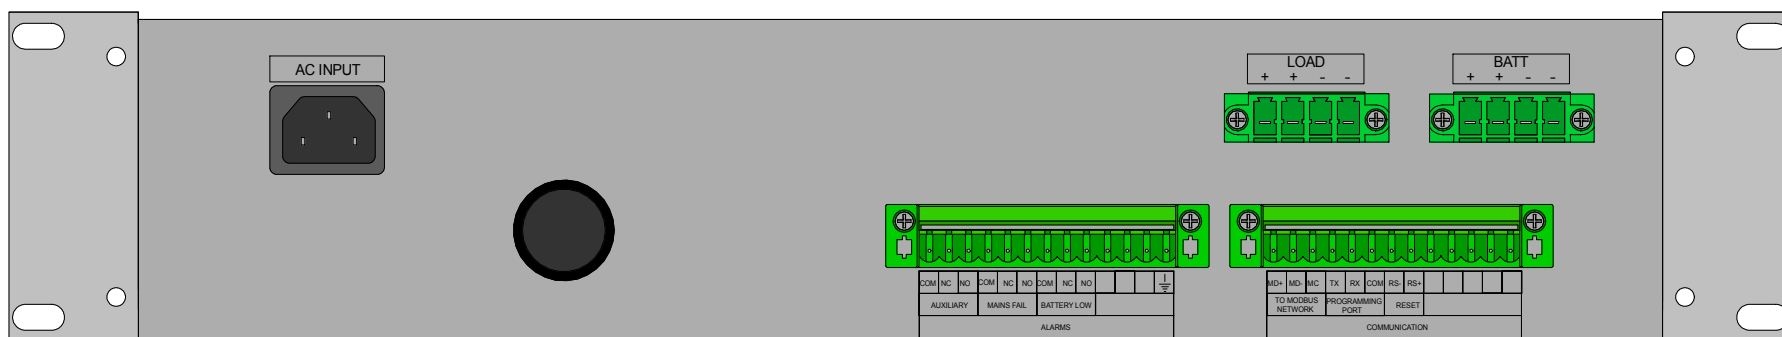 AC INPUT
LOAD
+ + - -
BATT
+ + - -
COM NC NO COM NC NO COM NC NO
AUXILIARY MAINS FAIL BATTERY LOW
ALARMS
MD+ MD- MC TX RX COM RS- RS+
TO MODBUS
NETWORK
PROGRAMMING
PORT
RESET
COMMUNICATION